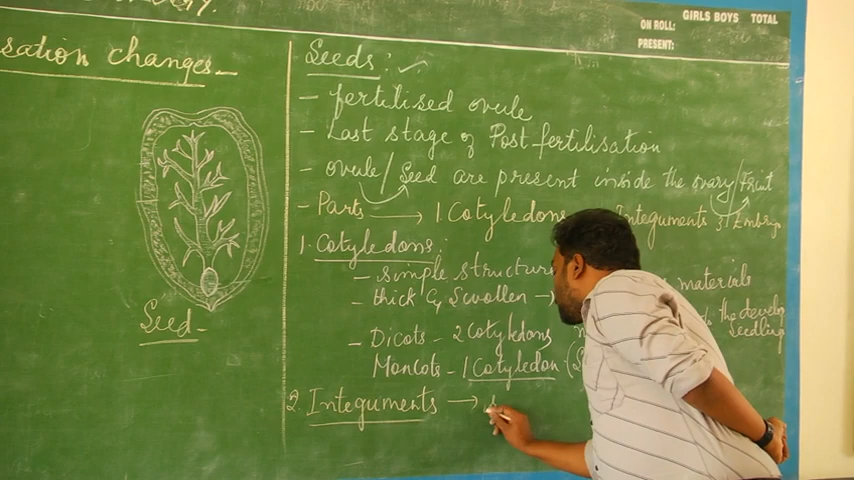 GIRLS BOYS TOTAL
ON ROLL:
PRESENT:
sation changes
Seeds:
- fertilised ovule
- Last stage of Post-fertilisation
- ovule/Seed are present inside the ovary/Fruit
- Parts → 1. Cotyledons Integuments 3. Embryo
1. Cotyledons:
- Simple structure
- thick & Swollen → materials
the develop
seedling
- Dicots - 2 Cotyledons
Moncots - 1 Cotyledon
2. Integuments →
Seed